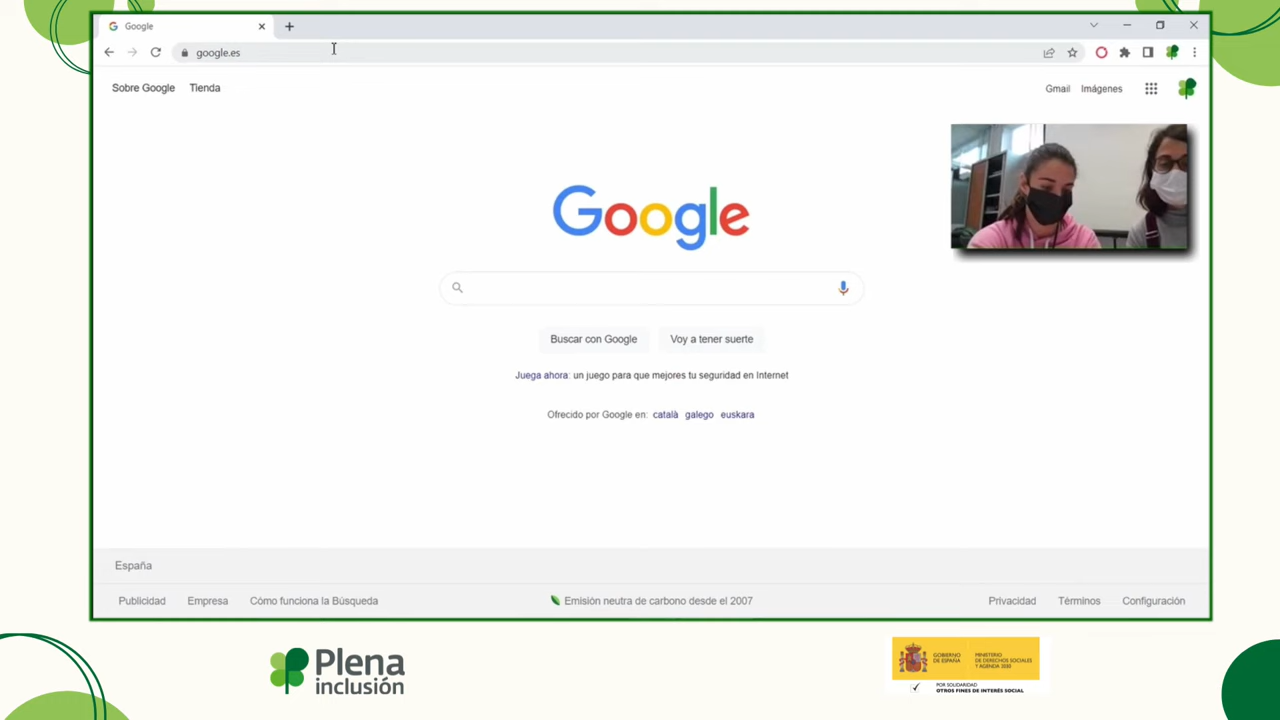 Google
google.es
Sobre Google Tienda
Gmail Imágenes
Google
Buscar con Google Voy a tener suerte
Juega ahora: un juego para que mejores tu seguridad en Internet
Ofrecido por Google en: català galego euskara
España
Publicidad Empresa Cómo funciona la Búsqueda
Emisión neutra de carbono desde el 2007
Privacidad Términos Configuración
Plena
inclusión
GOBIERNO
DE ESPAÑA
MINISTERIO
DE DERECHOS SOCIALES
Y AGENDA 2030
POR SOLIDARIDAD
OTROS FINES DE INTERÉS SOCIAL